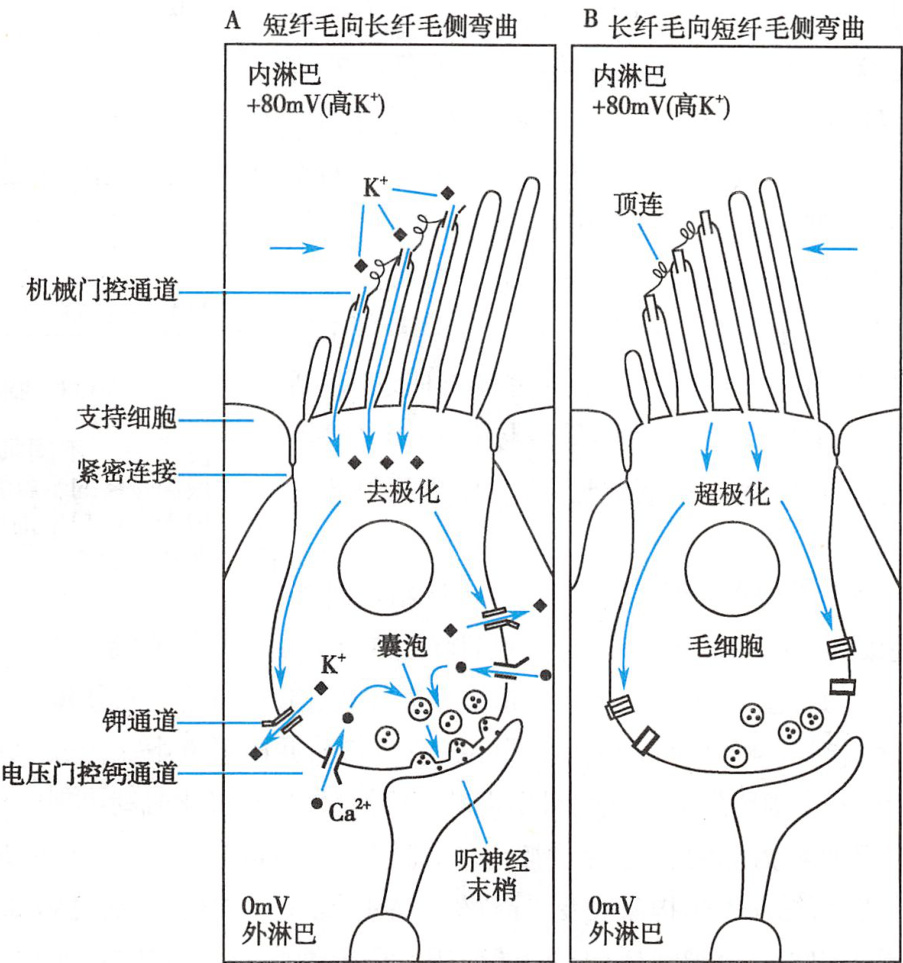 A 短纤毛向长纤毛侧弯曲
内淋巴
+80mV(高K⁺)
K⁺
机械门控通道
支持细胞
紧密连接
去极化
囊泡
K⁺
钾通道
电压门控钙通道
Ca²⁺
听神经
末梢
0mV
外淋巴
B 长纤毛向短纤毛侧弯曲
内淋巴
+80mV(高K⁺)
顶连
超极化
毛细胞
0mV
外淋巴